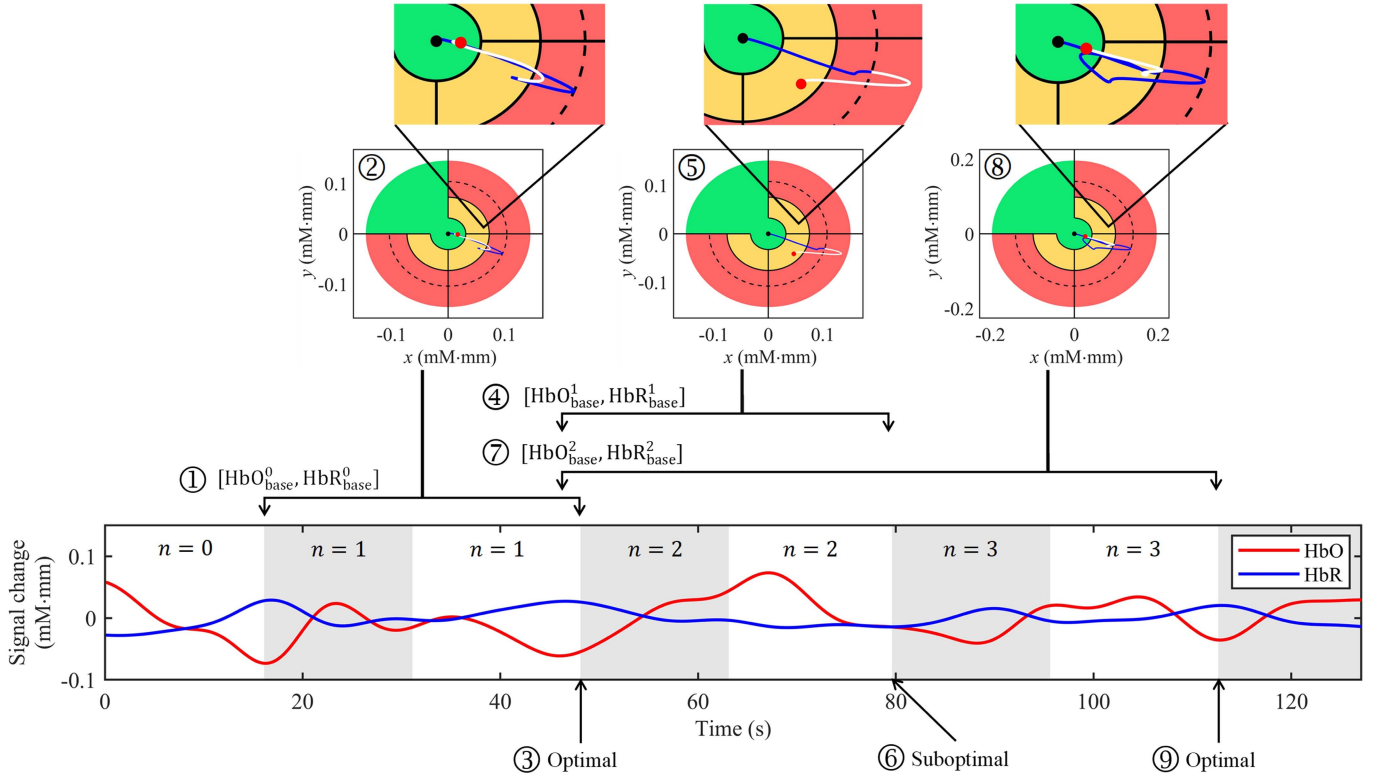 ② ⑤ ⑧
0.1
0
-0.1
y (mM·mm)
-0.1 0 0.1
x (mM·mm)
0.1
0
-0.1
y (mM·mm)
-0.1 0 0.1
x (mM·mm)
0.2
0
-0.2
y (mM·mm)
-0.2 0 0.2
x (mM·mm)
④ [HbO¹base, HbR¹base]
⑦ [HbO²base, HbR²base]
① [HbO⁰base, HbR⁰base]
Signal change
(mM·mm)
0.1
0
-0.1
n = 0 n = 1 n = 1 n = 2 n = 2 n = 3 n = 3
HbO
HbR
0 20 40 60 80 100 120
Time (s)
③ Optimal ⑥ Suboptimal ⑨ Optimal